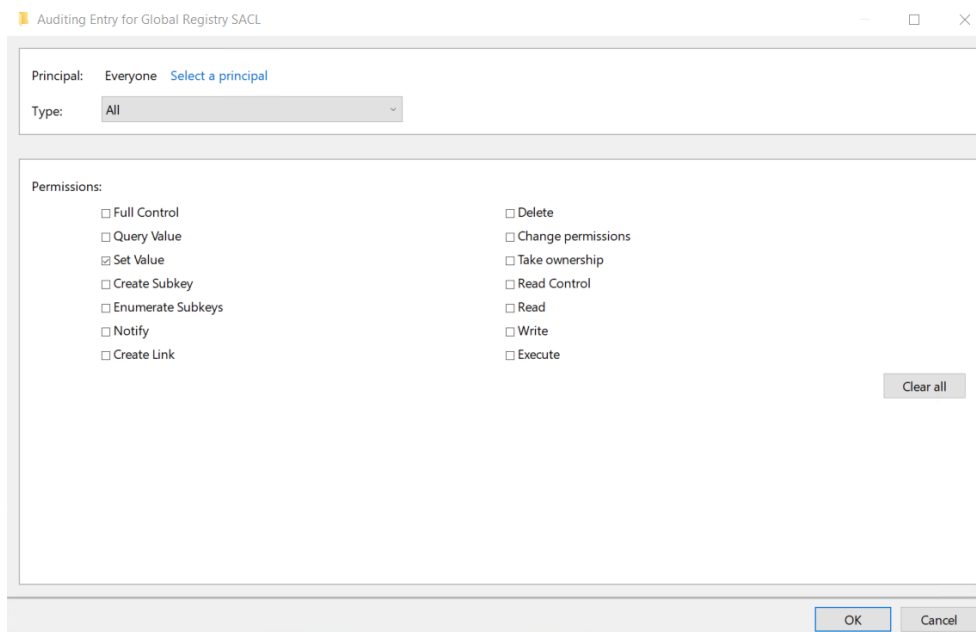 Auditing Entry for Global Registry SACL
Principal: Everyone Select a principal
Type: All
Permissions:
Full Control
Query Value
Set Value
Create Subkey
Enumerate Subkeys
Notify
Create Link
Delete
Change permissions
Take ownership
Read Control
Read
Write
Execute
Clear all
OK Cancel